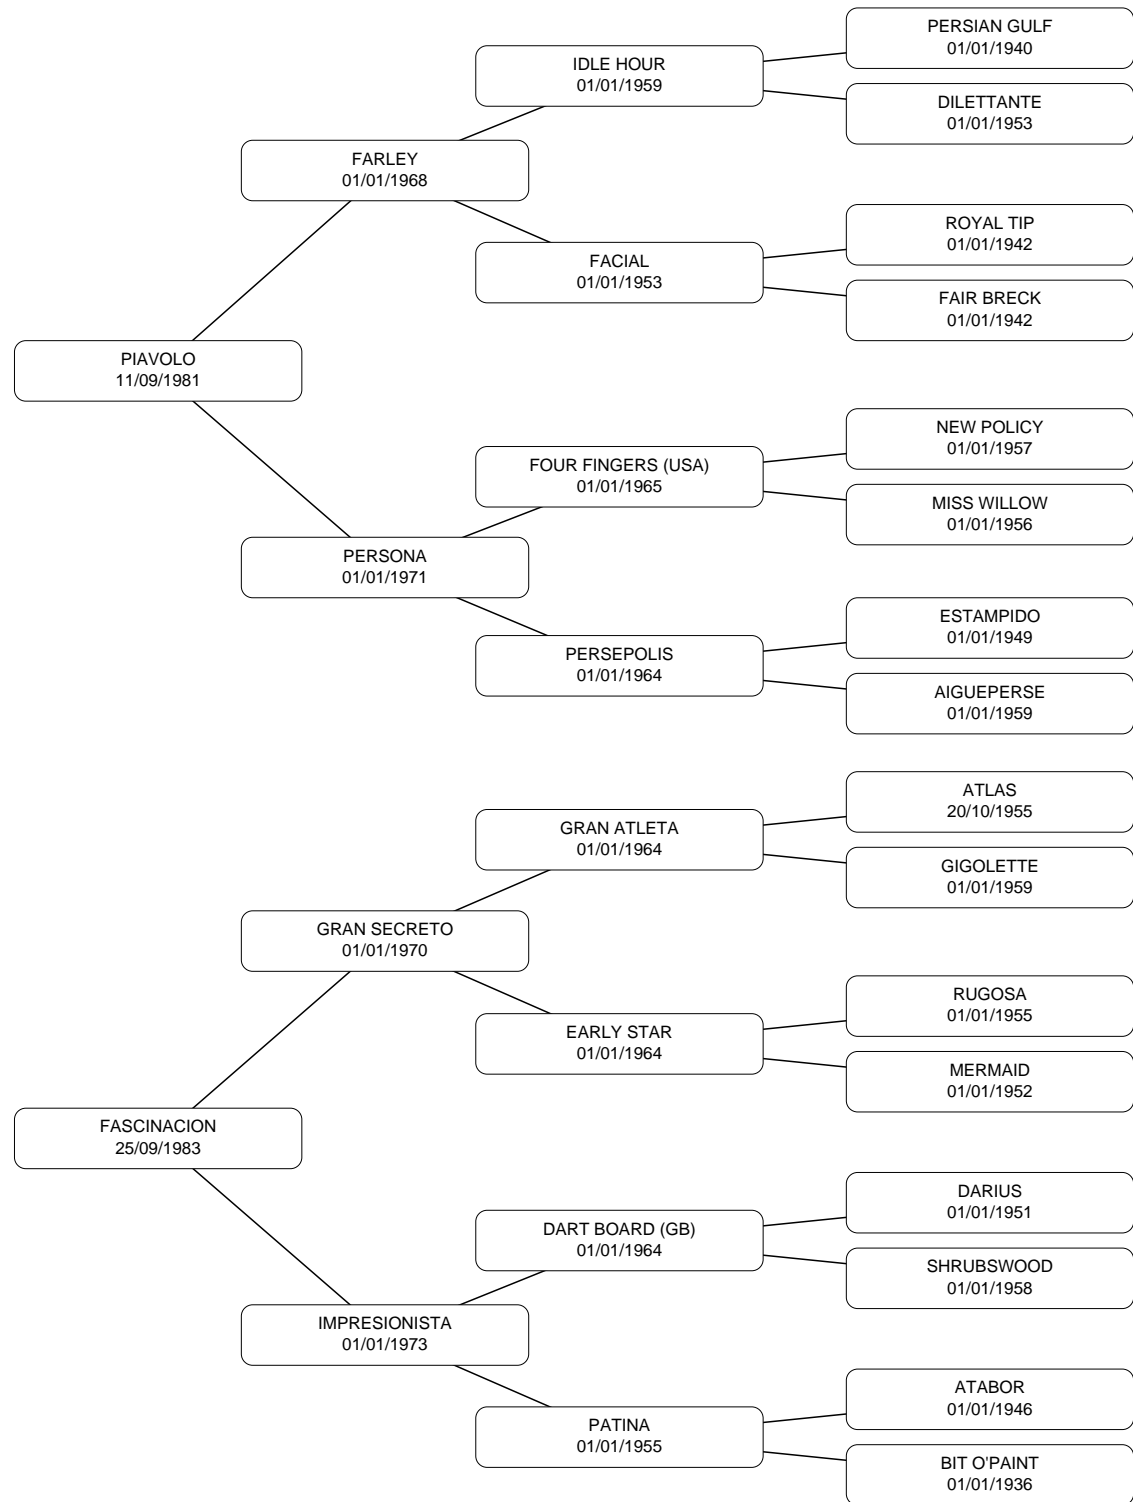 PERSIAN GULF
01/01/1940
IDLE HOUR
01/01/1959
DILETTANTE
01/01/1953
FARLEY
01/01/1968
ROYAL TIP
01/01/1942
FACIAL
01/01/1953
FAIR BRECK
01/01/1942
PIAVOLO
11/09/1981
NEW POLICY
01/01/1957
FOUR FINGERS (USA)
01/01/1965
MISS WILLOW
01/01/1956
PERSONA
01/01/1971
ESTAMPIDO
01/01/1949
PERSEPOLIS
01/01/1964
AIGUEPERSE
01/01/1959
ATLAS
20/10/1955
GRAN ATLETA
01/01/1964
GIGOLETTE
01/01/1959
GRAN SECRETO
01/01/1970
RUGOSA
01/01/1955
EARLY STAR
01/01/1964
MERMAID
01/01/1952
FASCINACION
25/09/1983
DARIUS
01/01/1951
DART BOARD (GB)
01/01/1964
SHRUBSWOOD
01/01/1958
IMPRESIONISTA
01/01/1973
ATABOR
01/01/1946
PATINA
01/01/1955
BIT O'PAINT
01/01/1936